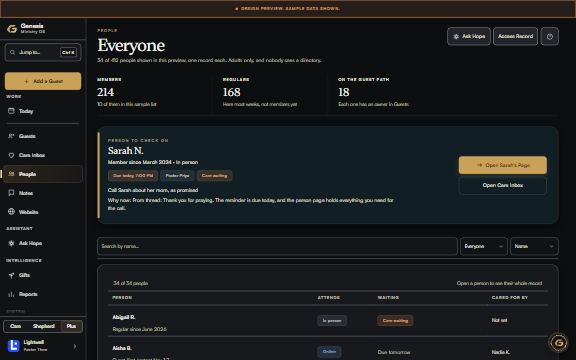 DESIGN PREVIEW. SAMPLE DATA SHOWN.
Genesis
Ministry OS
Jump to...
Ctrl K
+ Add a Guest
WORK
Today
Guests
Care Inbox
People
Notes
Website
ASSISTANT
Ask Hope
INTELLIGENCE
Gifts
Reports
Care
Shepherd
Plus
Lightwell
Pastor Theo
PEOPLE
Everyone
34 of 412 people shown in this preview, one record each. Adults only, and nobody sees a directory.
Ask Hope
Access Record
MEMBERS
214
10 of them in this sample list
REGULARS
168
Here most weeks, not members yet
ON THE GUEST PATH
18
Each one has an owner in Guests
PERSON TO CHECK ON
Sarah N.
Member since March 2024 · In person
Due today, 7:00 PM
Pastor Priya
Care waiting
Call Sarah about her mom, as promised
Why now: From thread: Thank you for praying. The reminder is due today, and the person page holds everything you need for
the call.
Open Sarah's Page
Open Care Inbox
Search by name...
Everyone
Name
34 of 34 people
Open a person to see their whole record
PERSON
ATTENDS
WAITING
CARED FOR BY
Abigail R.
Regular since June 2026
In person
Care waiting
Not set
Aisha B.
Online
Due tomorrow
Nadia K.